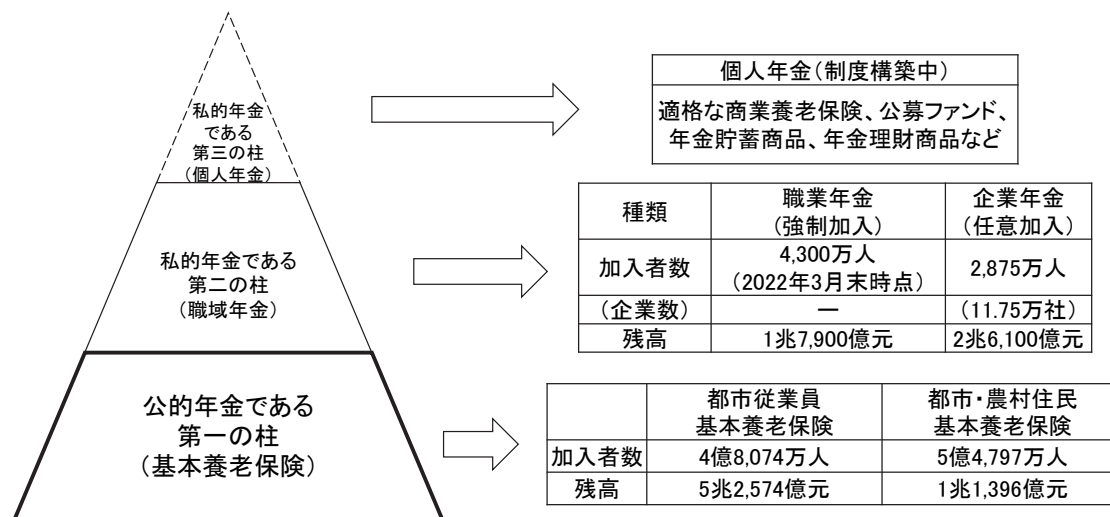 私的年金
である
第三の柱
(個人年金)
個人年金(制度構築中)
適格な商業養老保険、公募ファンド、
年金貯蓄商品、年金理財商品など
私的年金である
第二の柱
(職域年金)
種類
職業年金
(強制加入)
企業年金
(任意加入)
加入者数
4,300万人
(2022年3月末時点)
2,875万人
(企業数)
―
(11.75万社)
残高
1兆7,900億元
2兆6,100億元
公的年金である
第一の柱
(基本養老保険)
都市従業員
基本養老保険
都市・農村住民
基本養老保険
加入者数
4億8,074万人
5億4,797万人
残高
5兆2,574億元
1兆1,396億元